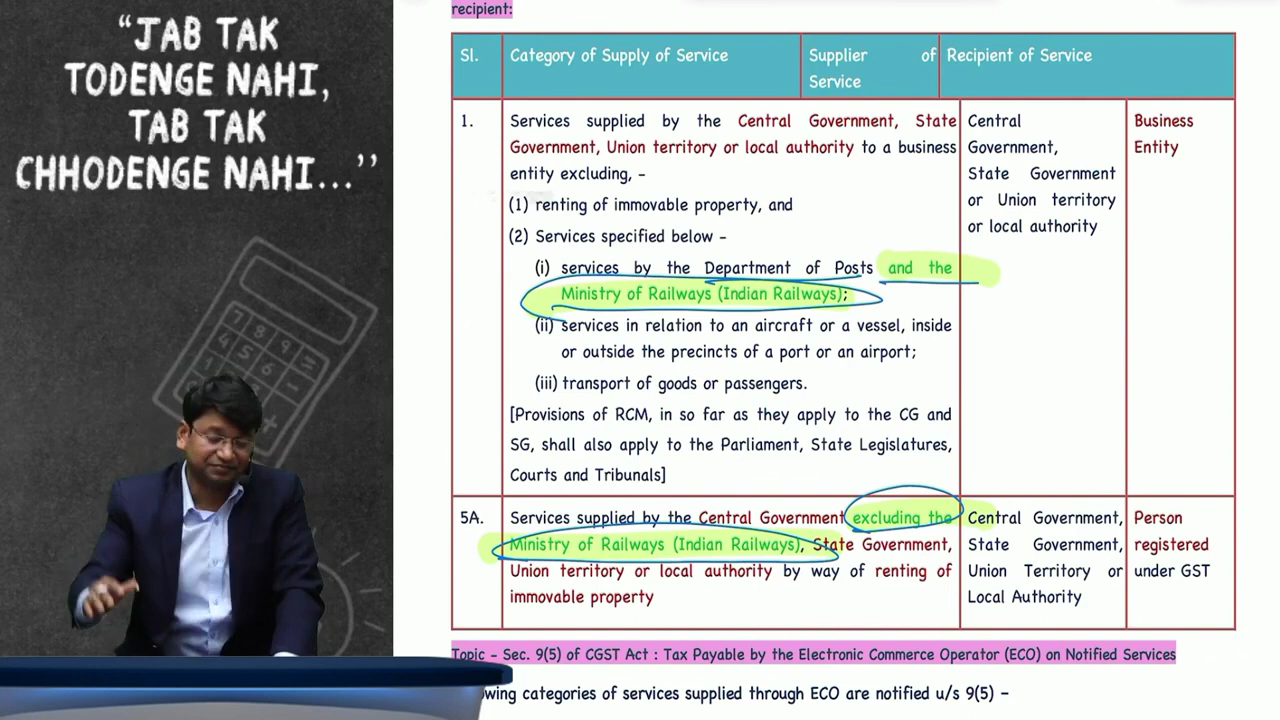 “JAB TAK
TODENGE NAHI,
TAB TAK
CHHODENGE NAHI...’’
recipient:
Sl.
Category of Supply of Service
Supplier of
Service
Recipient of Service
1.
Services supplied by the Central Government, State
Government, Union territory or local authority to a business
entity excluding, –
(1) renting of immovable property, and
(2) Services specified below –
(i) services by the Department of Posts and the
Ministry of Railways (Indian Railways);
(ii) services in relation to an aircraft or a vessel, inside
or outside the precincts of a port or an airport;
(iii) transport of goods or passengers.
[Provisions of RCM, in so far as they apply to the CG and
SG, shall also apply to the Parliament, State Legislatures,
Courts and Tribunals]
Central
Government,
State Government
or Union territory
or local authority
Business
Entity
5A.
Services supplied by the Central Government excluding the
Ministry of Railways (Indian Railways), State Government,
Union territory or local authority by way of renting of
immovable property
Central Government,
State Government,
Union Territory or
Local Authority
Person
registered
under GST
Topic – Sec. 9(5) of CGST Act : Tax Payable by the Electronic Commerce Operator (ECO) on Notified Services
categories of services supplied through ECO are notified u/s 9(5) –